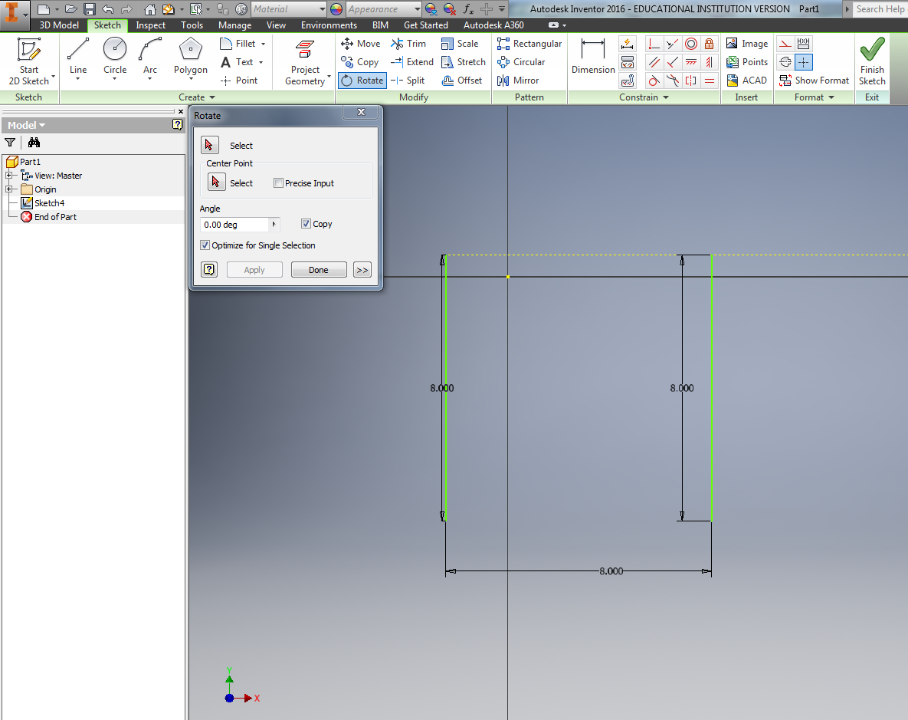 Material Appearance Autodesk Inventor 2016 - EDUCATIONAL INSTITUTION VERSION Part1 Search Help
3D Model Sketch Inspect Tools Manage View Environments BIM Get Started Autodesk A360
Start 2D Sketch Line Circle Arc Polygon Fillet Text Point Project Geometry
Move Trim Scale
Copy Extend Stretch
Rotate Split Offset
Rectangular
Circular
Mirror
Dimension
Image
Points
ACAD
Show Format
Finish Sketch
Sketch Create Modify Pattern Constrain Insert Format Exit
Model
Part1
View: Master
Origin
Sketch4
End of Part
Rotate
Select
Center Point
Select Precise Input
Angle
0.00 deg Copy
Optimize for Single Selection
Apply Done >>
8.000 8.000
8.000
Y
X